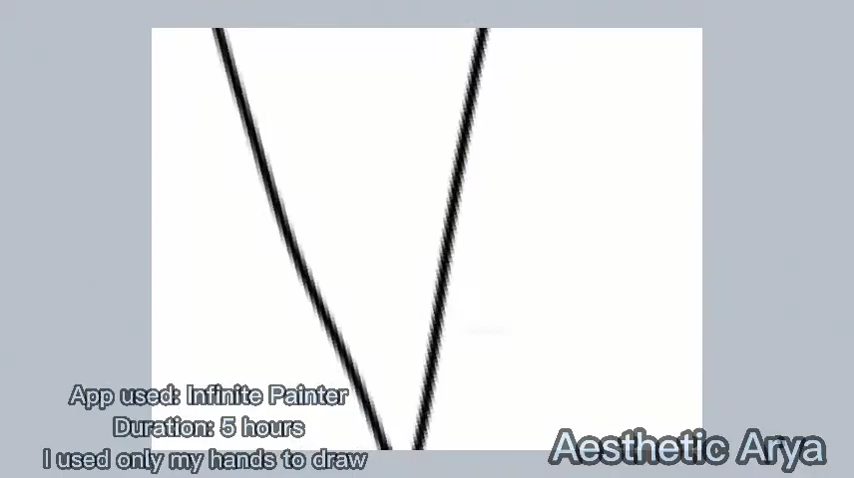 App used: Infinite Painter
Duration: 5 hours
I used only my hands to draw
Aesthetic Arya